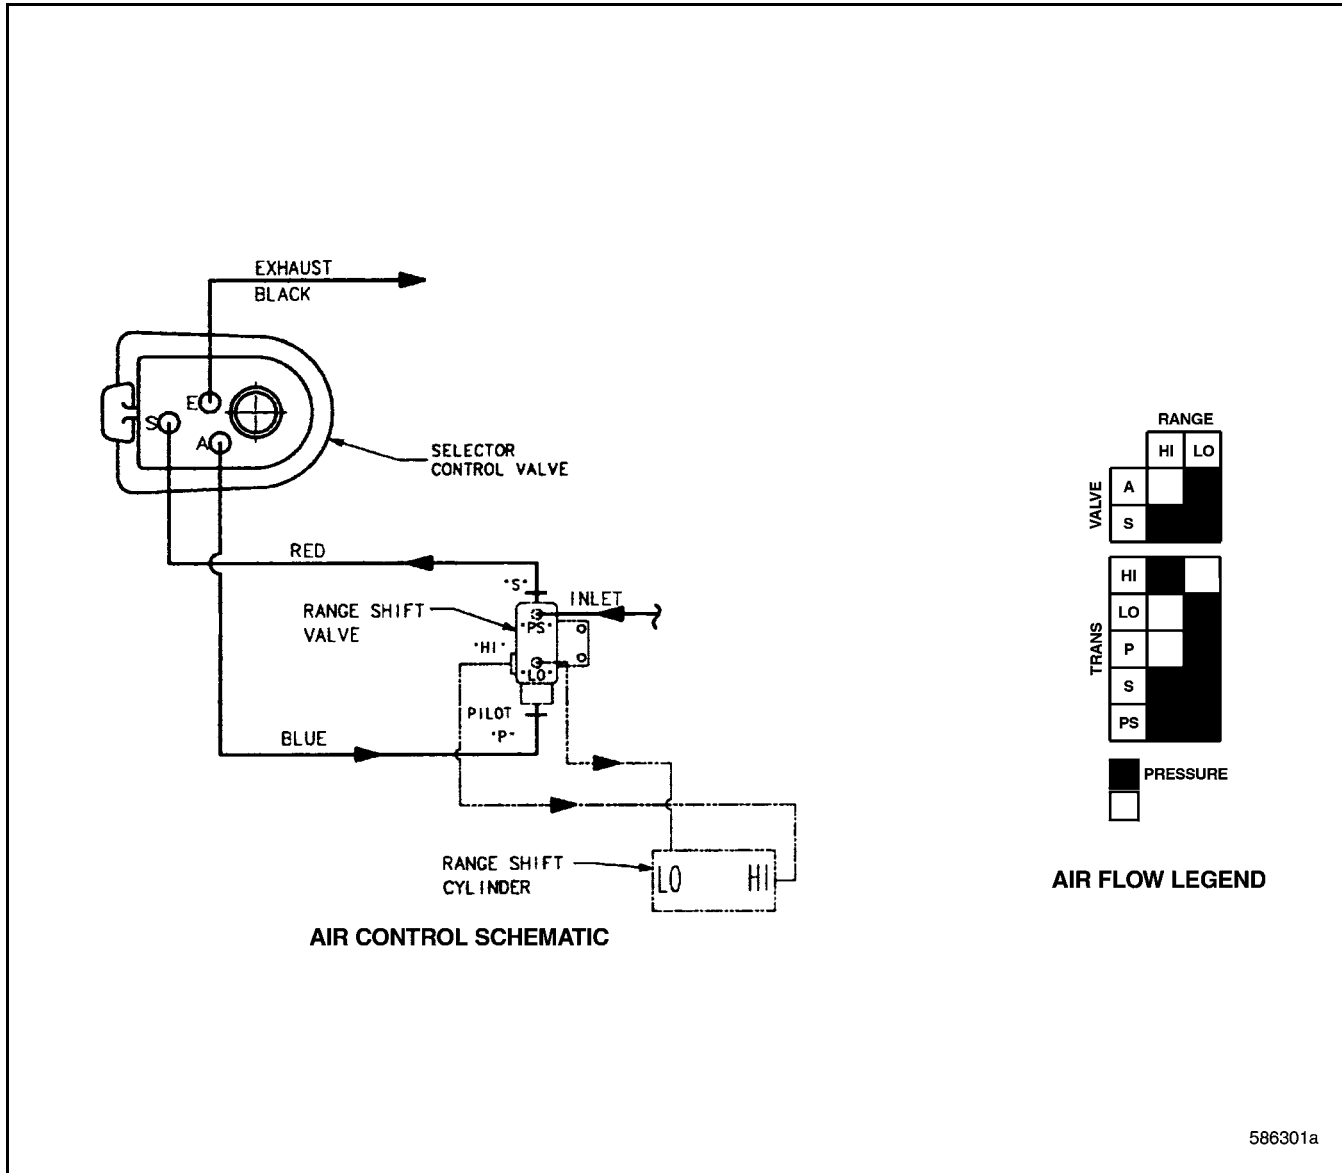 EXHAUST
BLACK
E
S
A
SELECTOR
CONTROL VALVE
RED
"S"
INLET
RANGE SHIFT
VALVE
"PS"
"HI"
"LO"
PILOT
"P"
BLUE
RANGE SHIFT
CYLINDER
LO HI
AIR CONTROL SCHEMATIC
RANGE
HI LO
VALVE
A
S
TRANS
HI
LO
P
S
PS
PRESSURE
AIR FLOW LEGEND
586301a